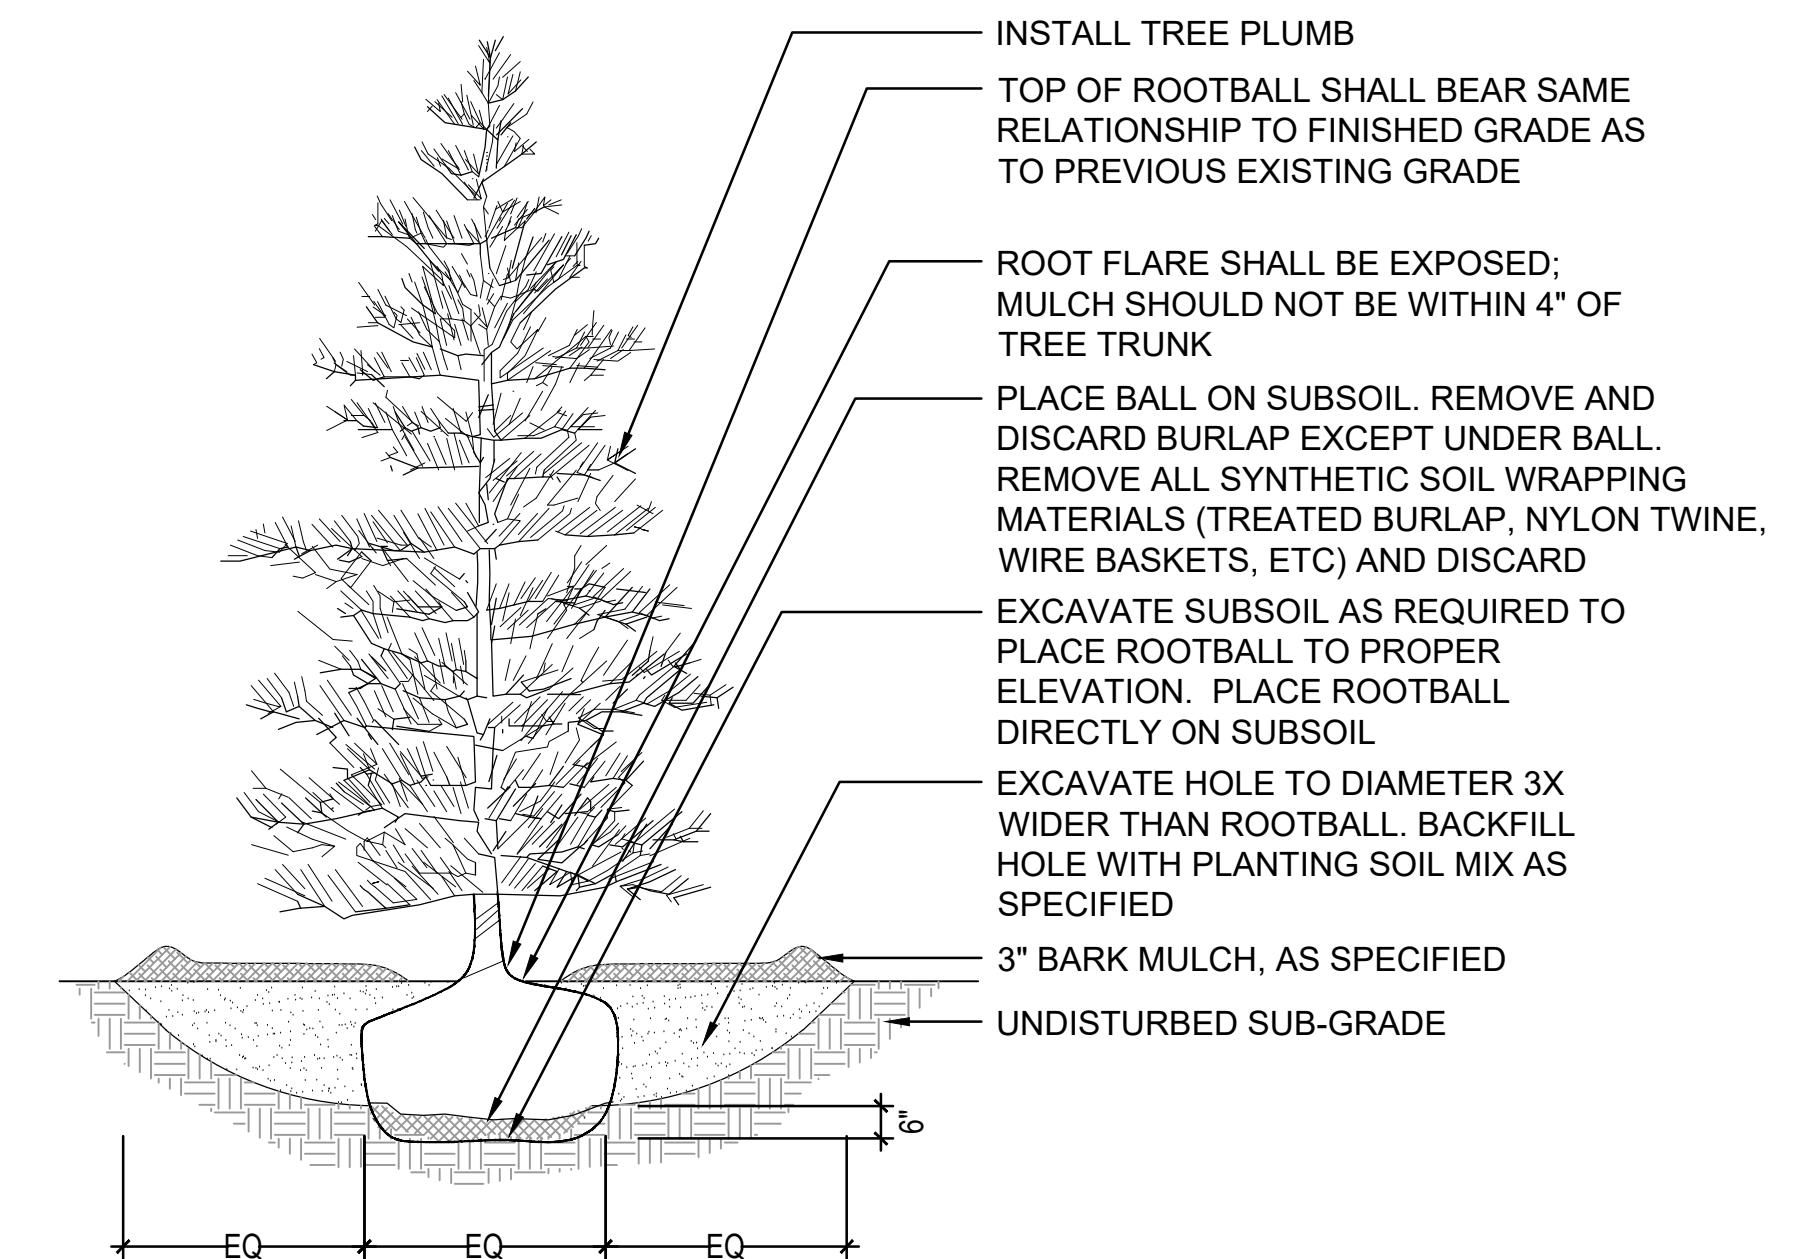 INSTALL TREE PLUMB
TOP OF ROOTBALL SHALL BEAR SAME
RELATIONSHIP TO FINISHED GRADE AS
TO PREVIOUS EXISTING GRADE
ROOT FLARE SHALL BE EXPOSED;
MULCH SHOULD NOT BE WITHIN 4" OF
TREE TRUNK
PLACE BALL ON SUBSOIL. REMOVE AND
DISCARD BURLAP EXCEPT UNDER BALL.
REMOVE ALL SYNTHETIC SOIL WRAPPING
MATERIALS (TREATED BURLAP, NYLON TWINE,
WIRE BASKETS, ETC) AND DISCARD
EXCAVATE SUBSOIL AS REQUIRED TO
PLACE ROOTBALL TO PROPER
ELEVATION. PLACE ROOTBALL
DIRECTLY ON SUBSOIL
EXCAVATE HOLE TO DIAMETER 3X
WIDER THAN ROOTBALL. BACKFILL
HOLE WITH PLANTING SOIL MIX AS
SPECIFIED
3" BARK MULCH, AS SPECIFIED
UNDISTURBED SUB-GRADE
6"
EQ EQ EQ